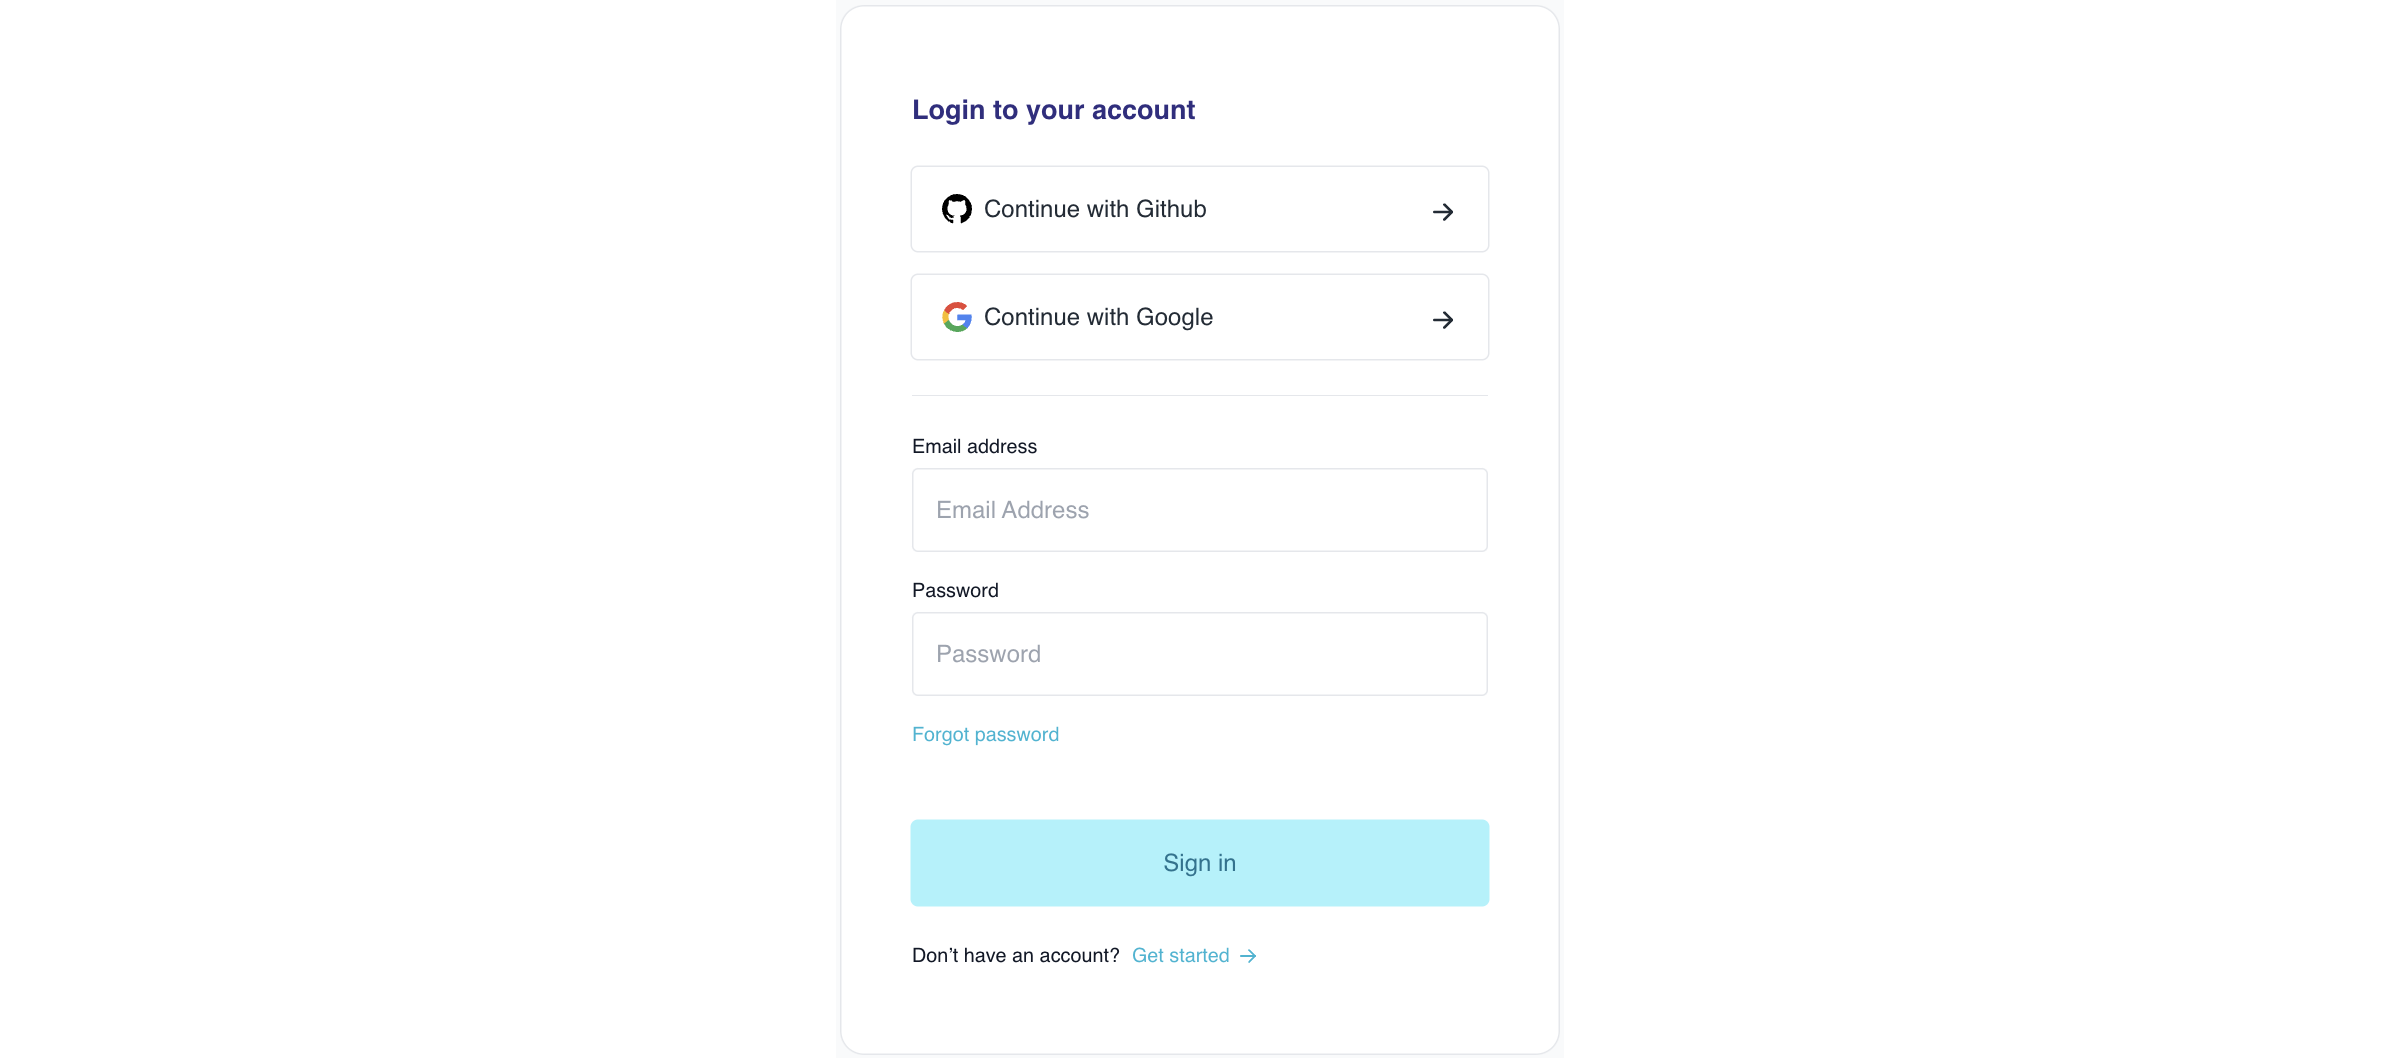 Login to your account
Continue with Github
Continue with Google
Email address
Email Address
Password
Password
Forgot password
Sign in
Don’t have an account? Get started →